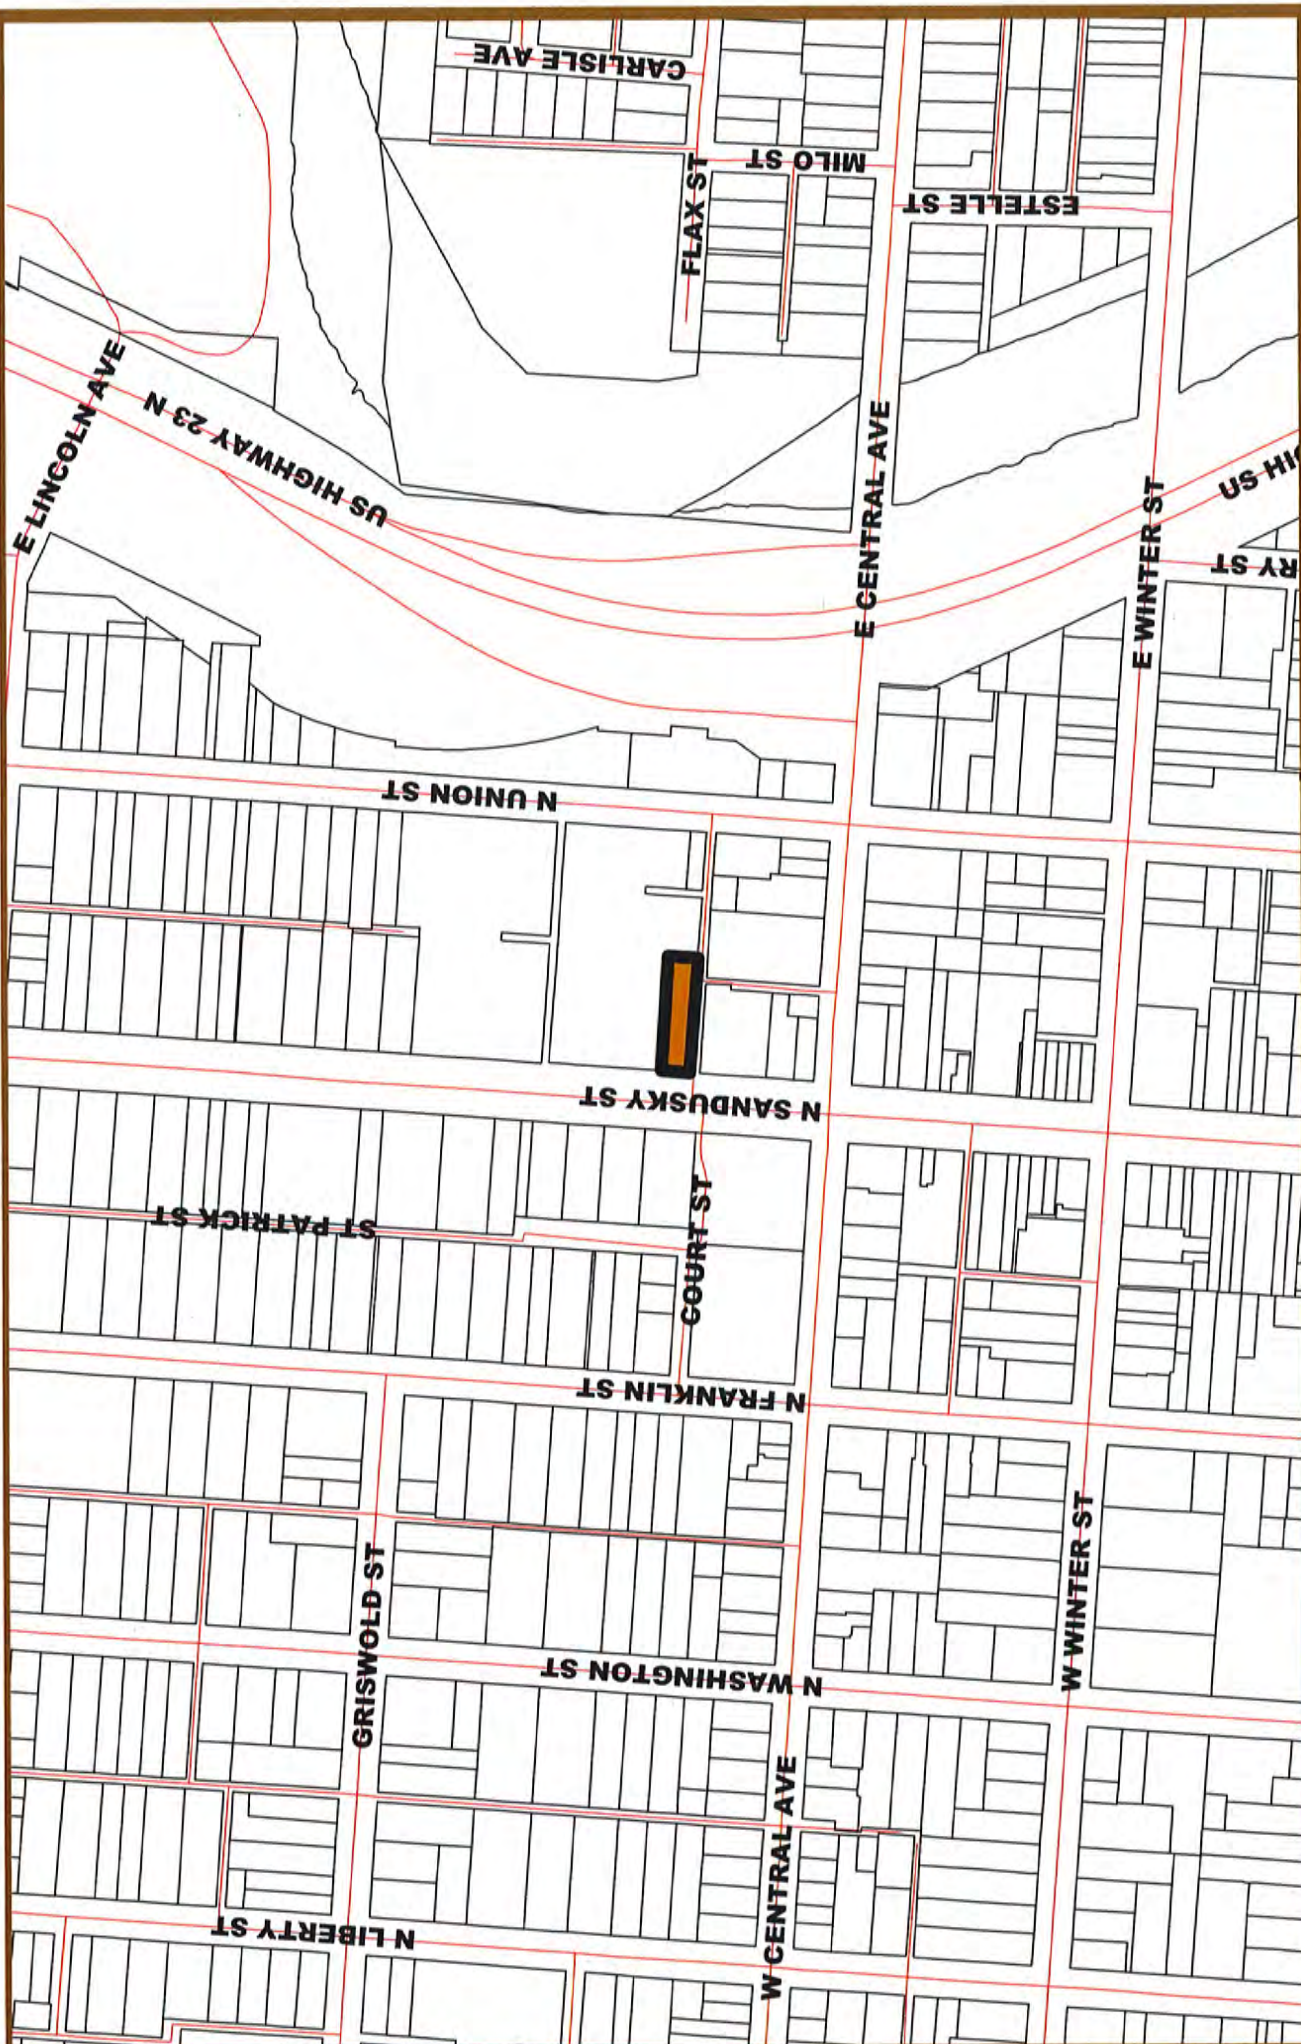 CARLISLE AVE
MILO ST
FLAX ST
ESTELLE ST
E LINCOLN AVE
US HIGHWAY 23 N
E CENTRAL AVE
US HI
E WINTER ST
RY ST
N UNION ST
N SANDUSKY ST
COURT ST
ST PATRICK ST
N FRANKLIN ST
GRISWOLD ST
W WINTER ST
N WASHINGTON ST
W CENTRAL AVE
N LIBERTY ST